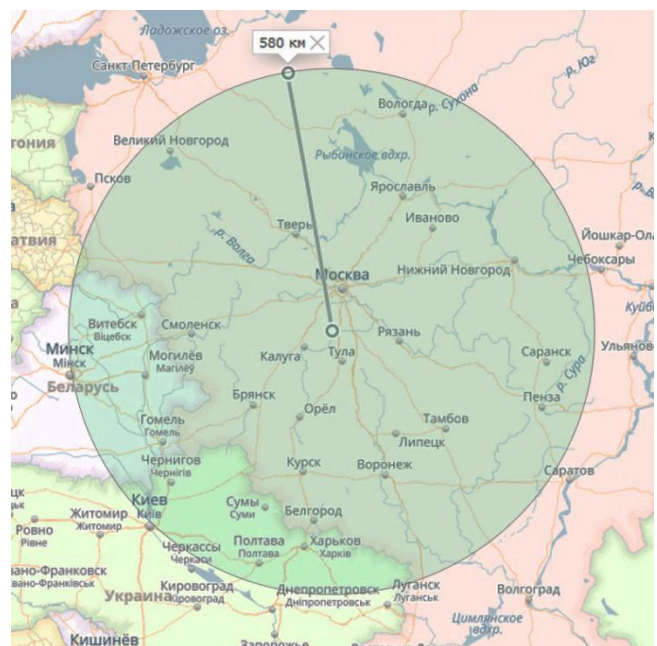 Ладожское оз.
580 км
Санкт-Петербург
р. Юг
Вологда
р. Сухона
Великий Новгород
Рыбинское вдхр.
тония
Псков
Ярославль
Тверь
Иваново
р. Волга
атвия
Йошкар-Ола
Москва
Нижний Новгород
Чебоксары
Витебск
Віцебск
Смоленск
Рязань
Минск
Мінск
Могилёв
Магілёў
Калуга
Тула
Саранск
Ульяново
Беларусь
р. Сура
Брянск
Орёл
Пенза
Гомель
Гомель
Тамбов
Липецк
Чернигов
Чернігів
Курск
Воронеж
Саратов
Киев
Київ
Сумы
Суми
Белгород
Житомир
Житомир
Ровно
Рівне
Черкассы
Черкаси
Полтава
Полтава
Харьков
Харків
вано-Франковск
вано-Франківськ
Кировоград
Кіровоград
Днепропетровск
Дніпропетровськ
Луганск
Луганськ
Волгоград
Украина
Цимлянское
вдхр.
Кишинёв
Запорожье